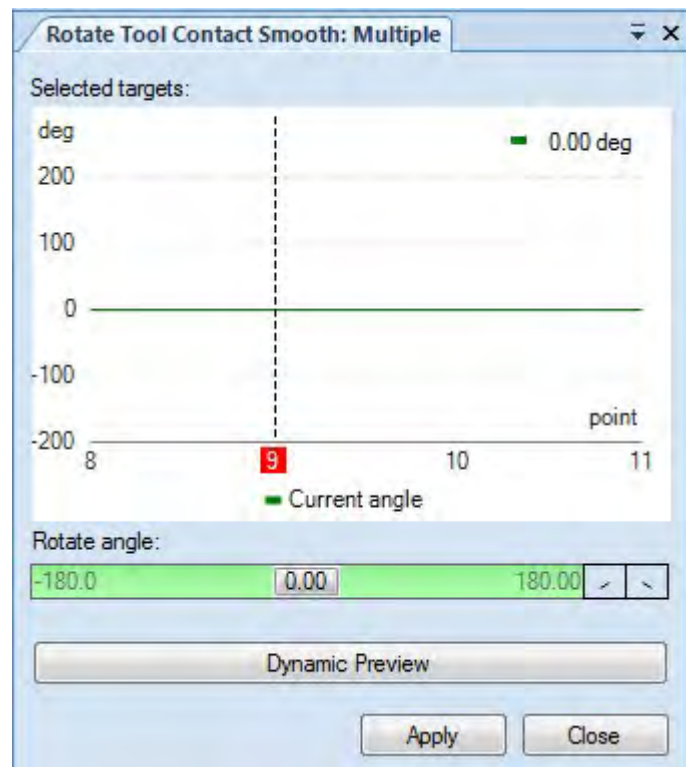 Rotate Tool Contact Smooth: Multiple
Selected targets:
deg
0.00 deg
200
100
0
-100
point
-200
8 9 10 11
Current angle
Rotate angle:
-180.0 0.00 180.00
Dynamic Preview
Apply Close